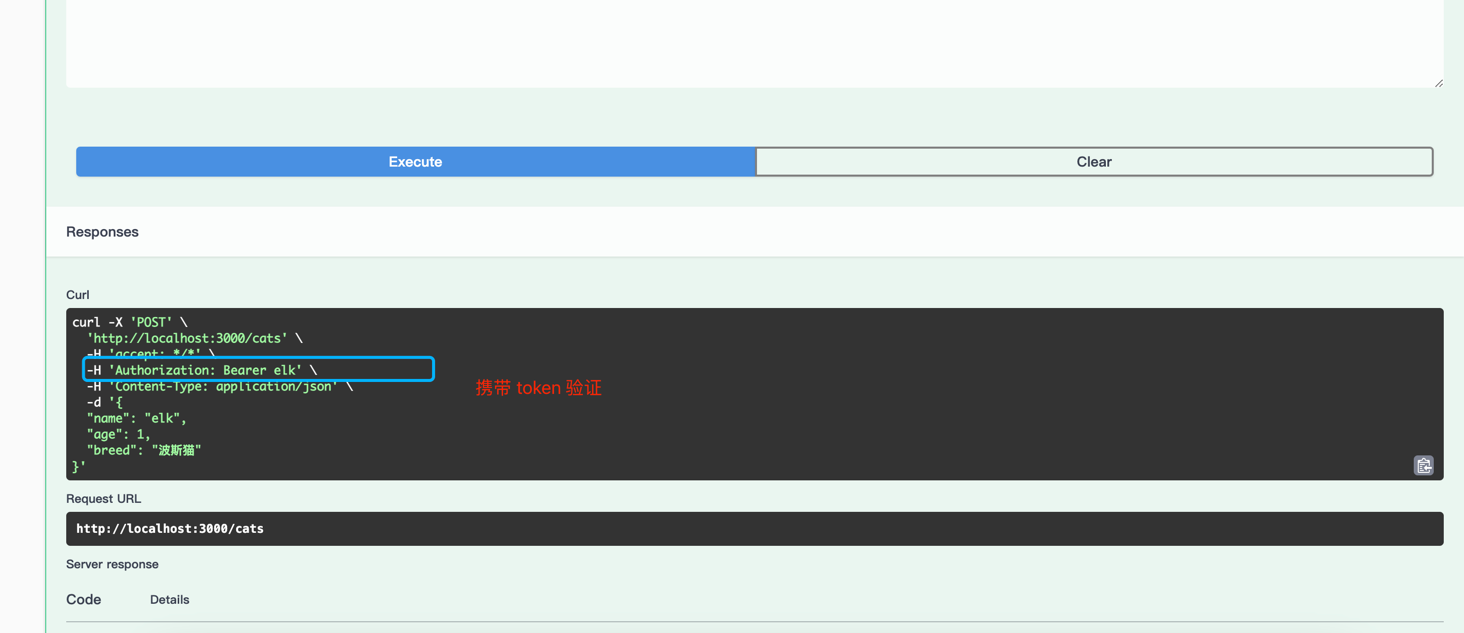 Execute
Clear
Responses
Curl
curl -X 'POST' \
'http://localhost:3000/cats' \
-H 'accept: */*' \
-H 'Authorization: Bearer elk' \
-H 'Content-Type: application/json' \
携带 token 验证
-d '{
"name": "elk",
"age": 1,
"breed": "波斯猫"
}'
Request URL
http://localhost:3000/cats
Server response
Code
Details